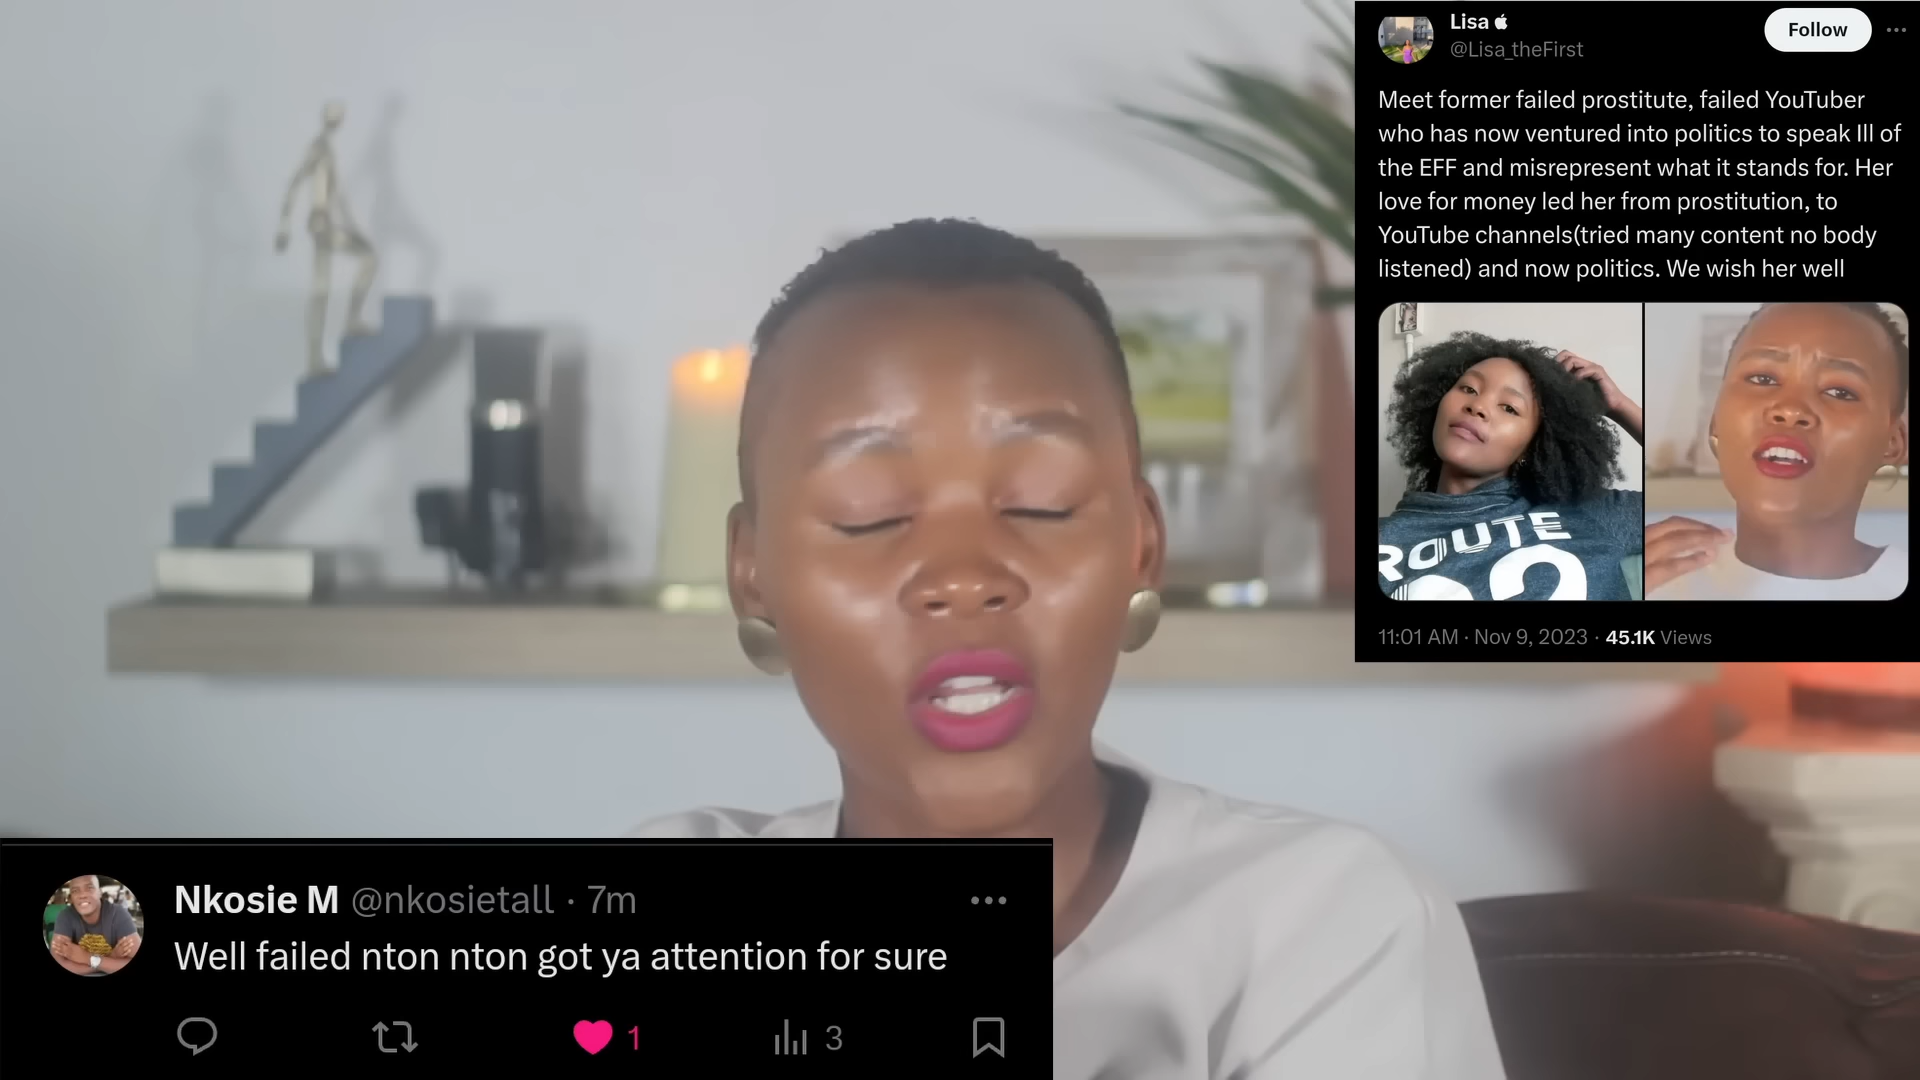 Lisa
@Lisa_theFirst
Follow
Meet former failed prostitute, failed YouTuber
who has now ventured into politics to speak Ill of
the EFF and misrepresent what it stands for. Her
love for money led her from prostitution, to
YouTube channels(tried many content no body
listened) and now politics. We wish her well
ROUTE
11:01 AM · Nov 9, 2023 · 45.1K Views
Nkosie M @nkosietall · 7m
Well failed nton nton got ya attention for sure
1
3